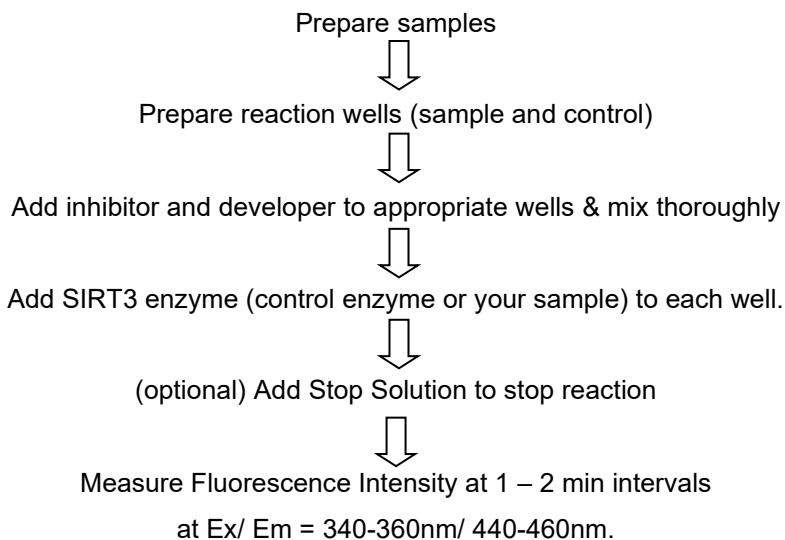 Prepare samples
Prepare reaction wells (sample and control)
Add inhibitor and developer to appropriate wells & mix thoroughly
Add SIRT3 enzyme (control enzyme or your sample) to each well.
(optional) Add Stop Solution to stop reaction
Measure Fluorescence Intensity at 1 – 2 min intervals
at Ex/ Em = 340-360nm/ 440-460nm.